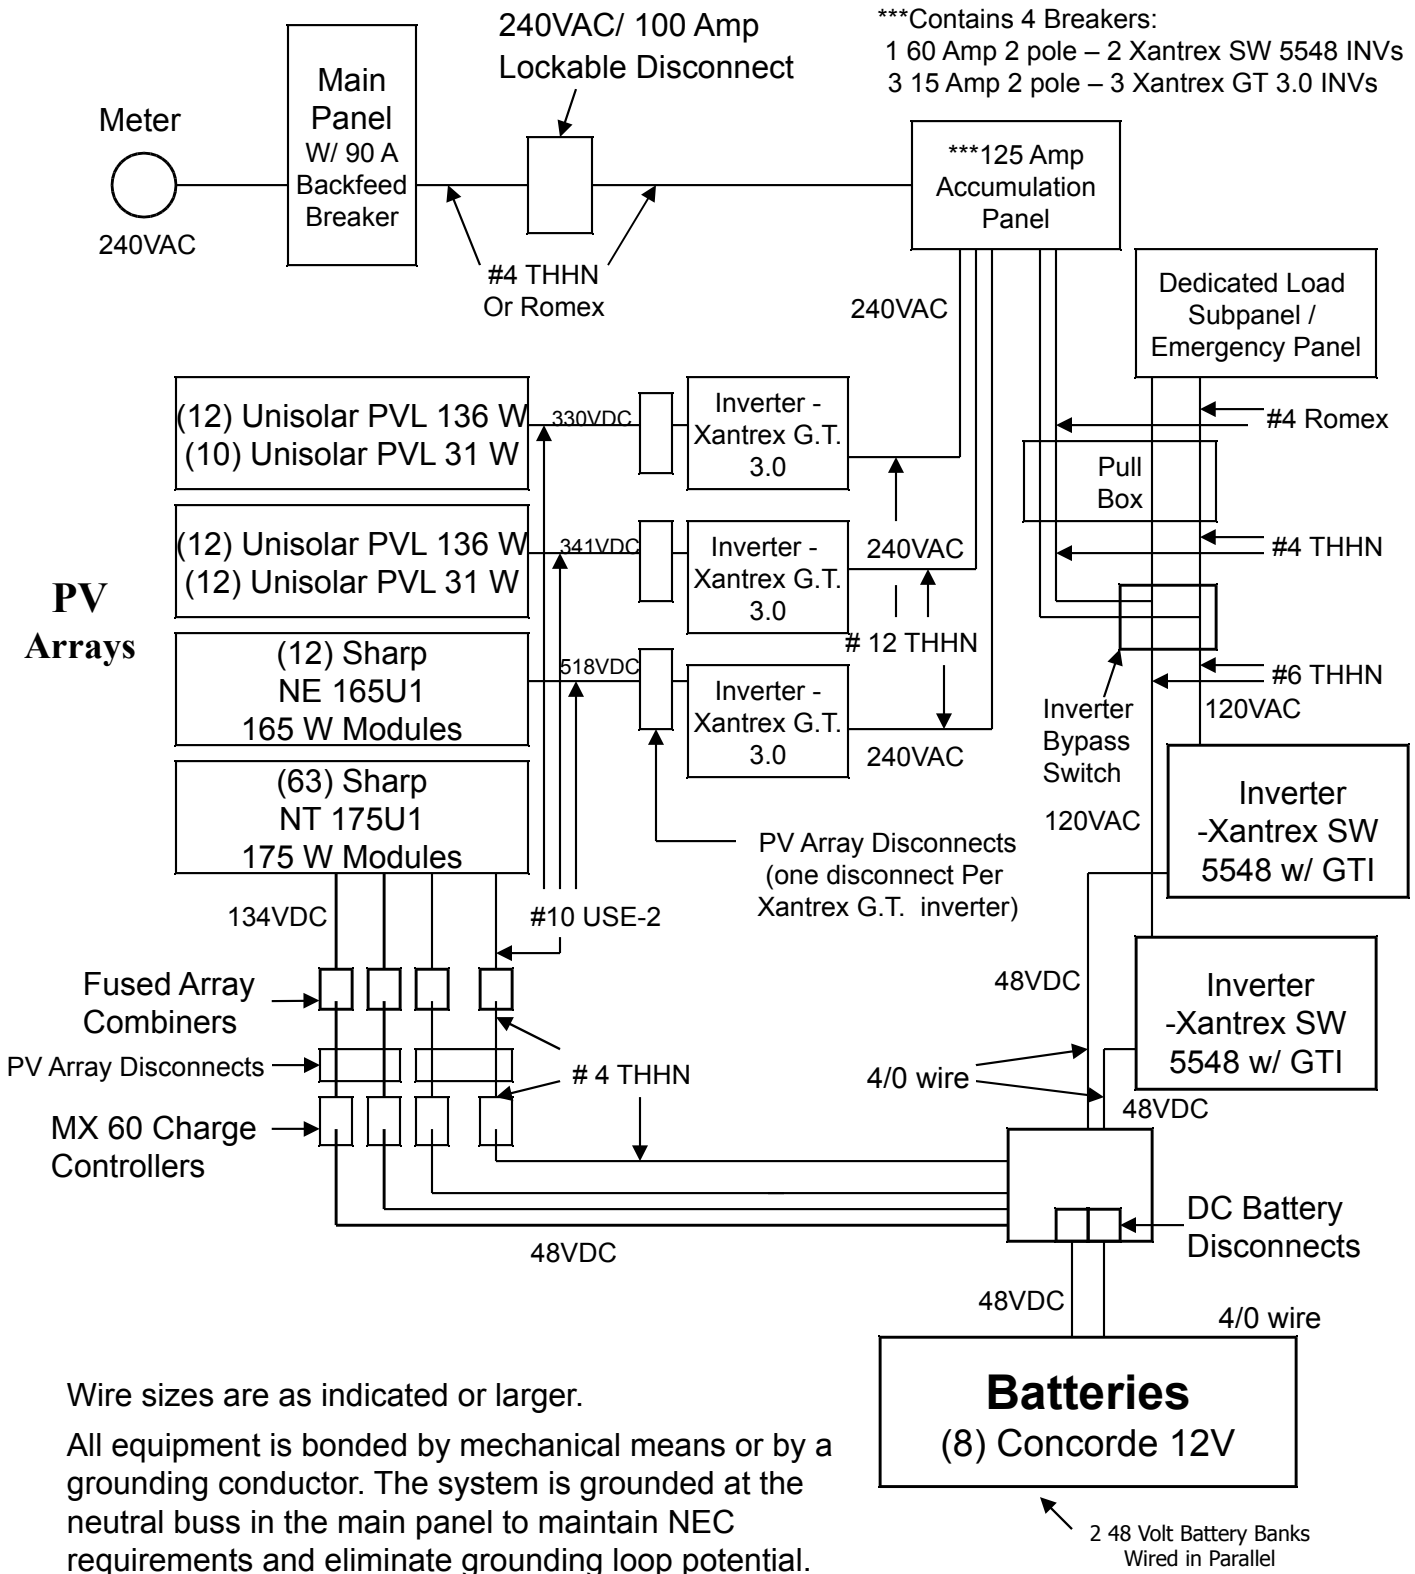 240VAC/ 100 Amp
Lockable Disconnect
***Contains 4 Breakers:
1 60 Amp 2 pole – 2 Xantrex SW 5548 INVs
3 15 Amp 2 pole – 3 Xantrex GT 3.0 INVs
Meter
240VAC
Main
Panel
W/ 90 A
Backfeed
Breaker
#4 THHN
Or Romex
***125 Amp
Accumulation
Panel
240VAC
Dedicated Load
Subpanel /
Emergency Panel
#4 Romex
Pull
Box
#4 THHN
PV
Arrays
(12) Unisolar PVL 136 W
(10) Unisolar PVL 31 W
330VDC
Inverter -
Xantrex G.T.
3.0
(12) Unisolar PVL 136 W
(12) Unisolar PVL 31 W
341VDC
Inverter -
Xantrex G.T.
3.0
240VAC
# 12 THHN
(12) Sharp
NE 165U1
165 W Modules
518VDC
Inverter -
Xantrex G.T.
3.0
240VAC
#6 THHN
120VAC
Inverter
Bypass
Switch
120VAC
(63) Sharp
NT 175U1
175 W Modules
PV Array Disconnects
(one disconnect Per
Xantrex G.T. inverter)
Inverter
-Xantrex SW
5548 w/ GTI
134VDC
#10 USE-2
Fused Array
Combiners
48VDC
Inverter
-Xantrex SW
5548 w/ GTI
PV Array Disconnects
# 4 THHN
4/0 wire
48VDC
MX 60 Charge
Controllers
DC Battery
Disconnects
48VDC
48VDC
4/0 wire
Batteries
(8) Concorde 12V
2 48 Volt Battery Banks
Wired in Parallel
Wire sizes are as indicated or larger.
All equipment is bonded by mechanical means or by a
grounding conductor. The system is grounded at the
neutral buss in the main panel to maintain NEC
requirements and eliminate grounding loop potential.